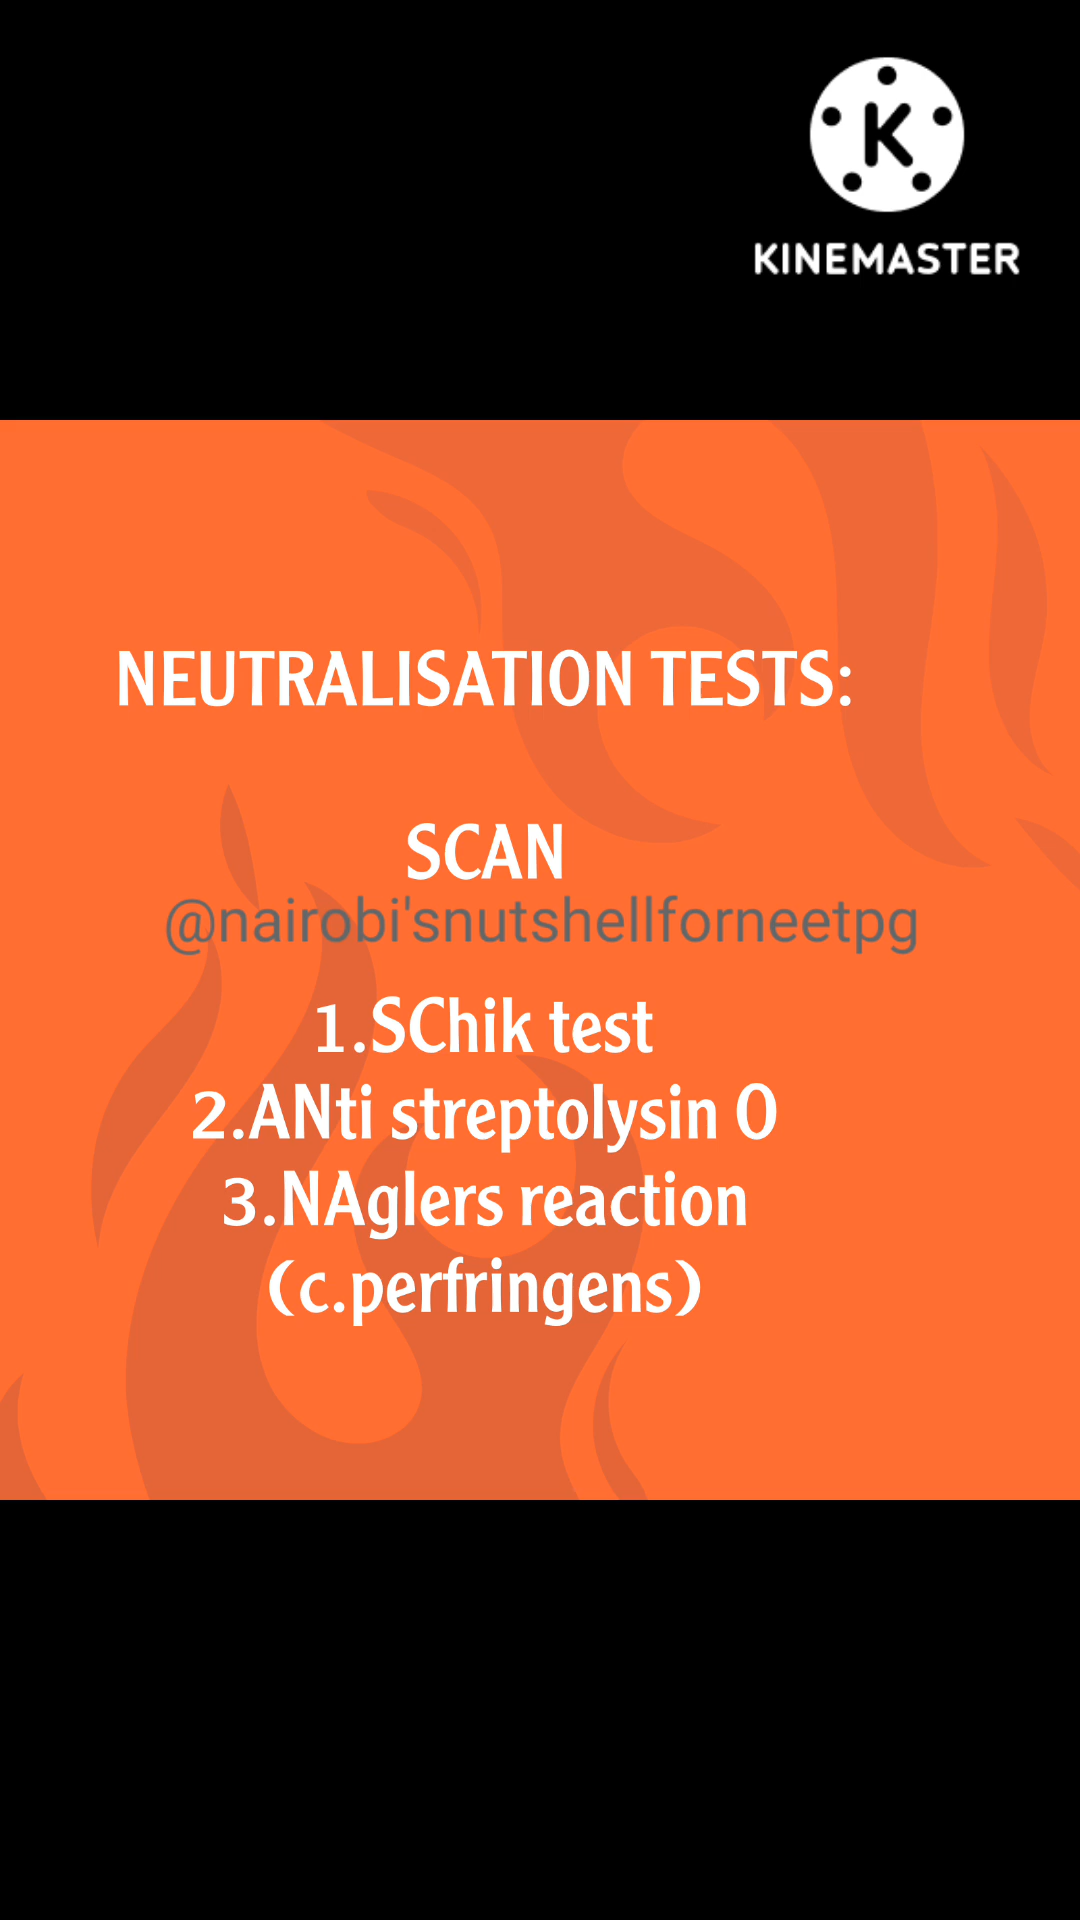 K
KINEMASTER
NEUTRALISATION TESTS:
SCAN
@nairobi'snutshellforneetpg
1.SChik test
2.ANti streptolysin O
3.NAglers reaction
(c.perfringens)